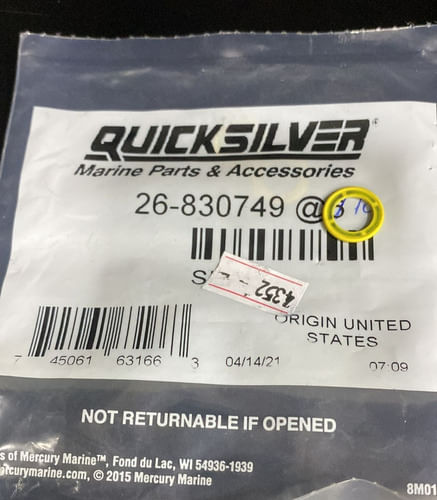 QUICKSILVER®
Marine Parts & Accessories
26-830749 @
4352 -
ORIGIN UNITED
STATES
7 45061 63166 3
04/14/21 07:09
NOT RETURNABLE IF OPENED
s of Mercury Marine™, Fond du Lac, WI 54936-1939
rcurymarine.com, © 2015 Mercury Marine
8M01